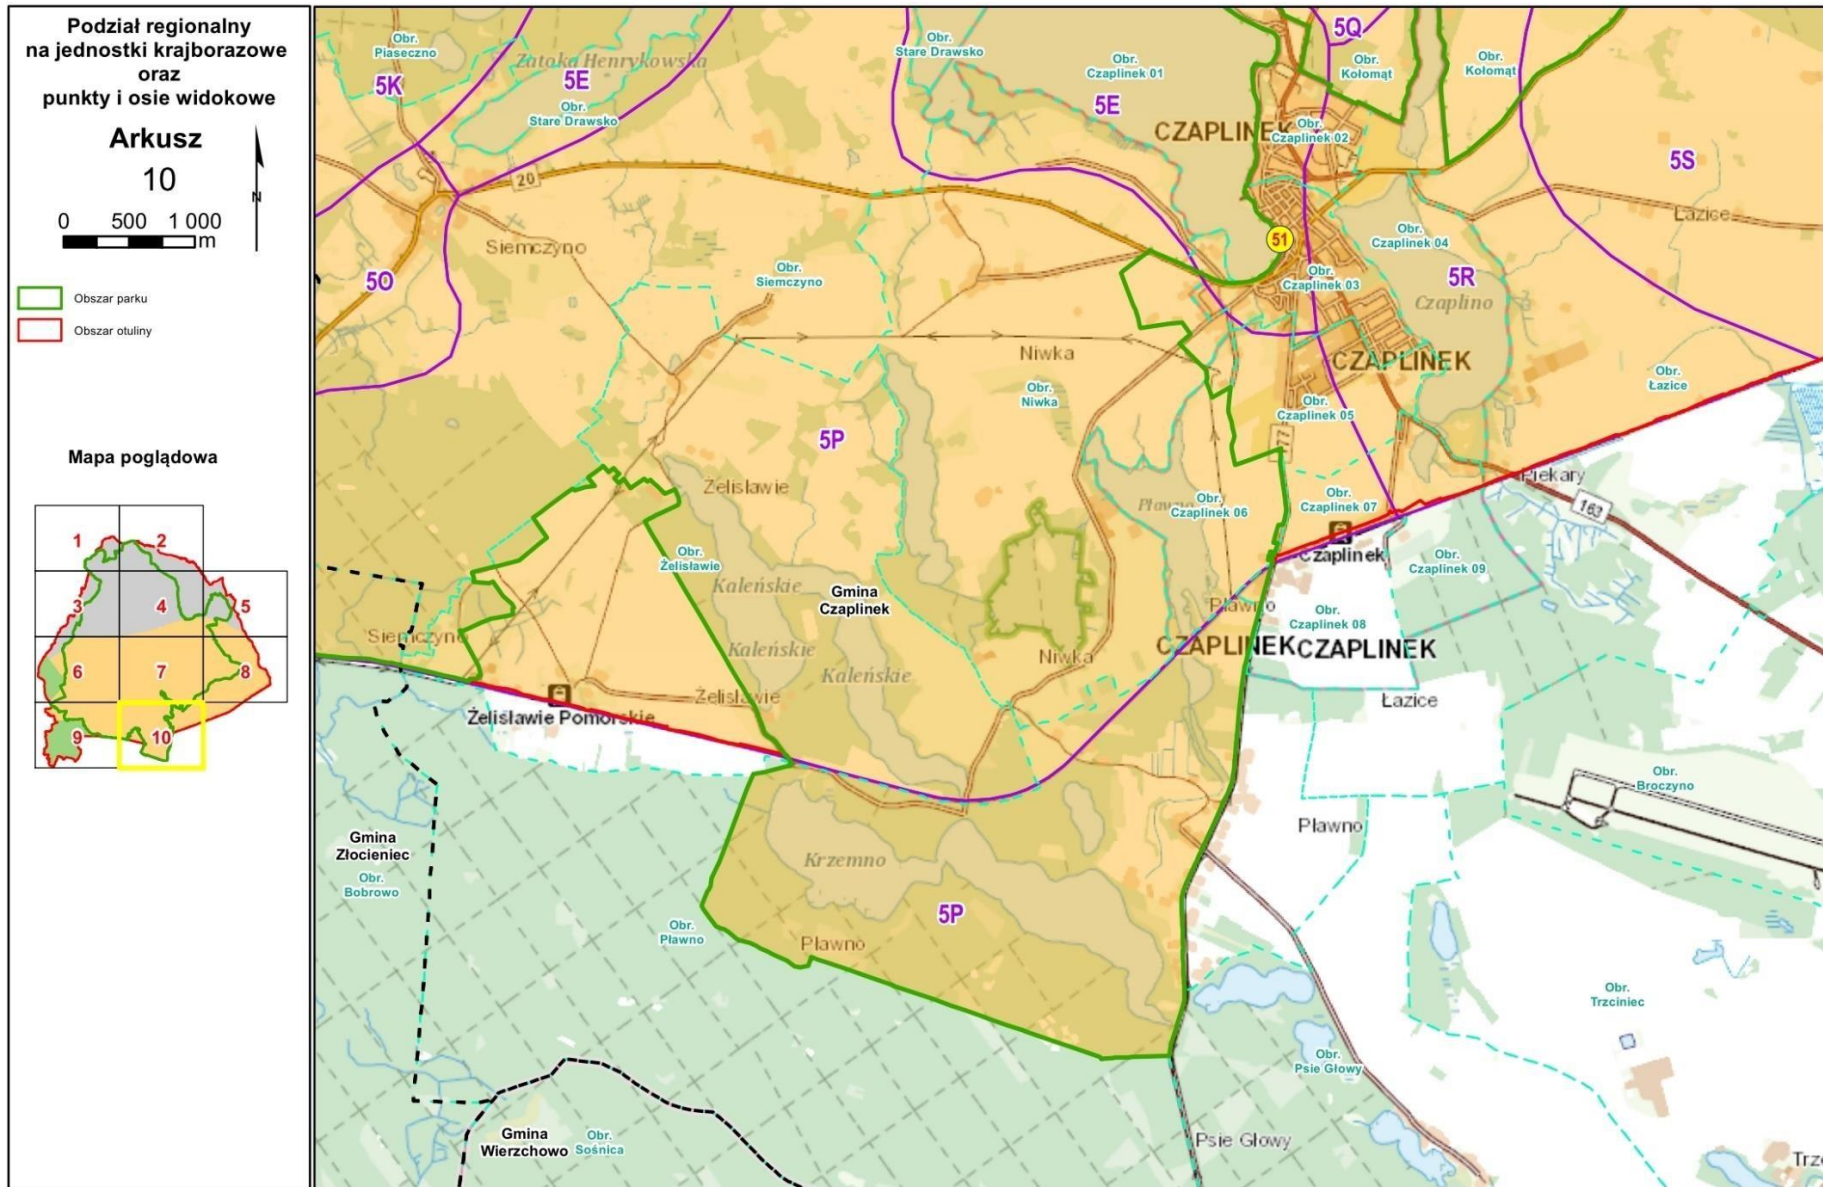 Podział regionalny
na jednostki krajborazowe
oraz
punkty i osie widokowe
Arkusz
10
N
0 500 1 000
m
Obszar parku
Obszar otuliny
Mapa poglądowa
1 2
3 4 5
6 7 8
9 10
Obr.
Piaseczno
5K
5E
Zatoka Henrykowska
Obr.
Stare Drawsko
Obr.
Stare Drawsko
Obr.
Czaplinek 01
5E
5Q
Obr.
Kołomąt
Obr.
Kołomąt
CZAPLINEK
Obr.
Czaplinek 02
5S
20
Łazice
Siemczyno
5O
Obr.
Siemczyno
51
Obr.
Czaplinek 04
Obr.
Czaplinek 03
5R
Czaplino
Niwka
CZAPLINEK
Obr.
Niwka
Obr.
Łazice
Obr.
Czaplinek 05
5P
77
Żelisławie
Piekary
Pławno
Obr.
Czaplinek 06
Obr.
Czaplinek 07
163
Czaplinek
Obr.
Żelisławie
Kaleńskie
Gmina
Czaplinek
Obr.
Czaplinek 09
Pławno
Obr.
Czaplinek 08
Siemczyno
Kaleńskie
Kaleńskie
Niwka
CZAPLINEK
CZAPLINEK
Żelisławie
Żelisławie Pomorskie
Łazice
Obr.
Broczyno
Pławno
Gmina
Złocieniec
Obr.
Bobrowo
Krzemno
5P
Obr.
Pławno
Pławno
Obr.
Trzciniec
Obr.
Psie Głowy
Gmina
Wierzchowo
Obr.
Sośnica
Psie Głowy
Trzc